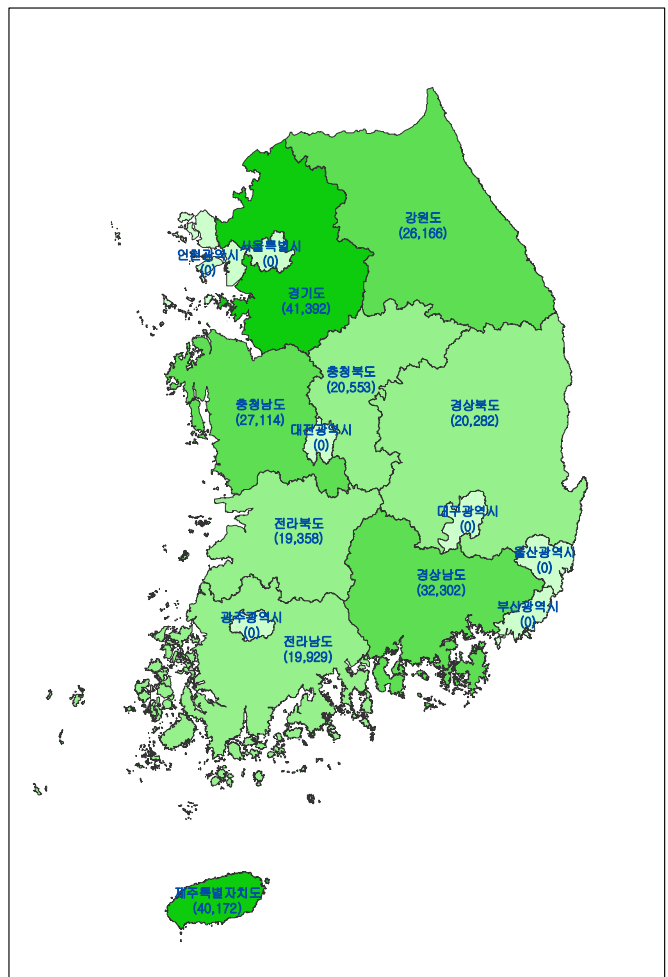 강원도
(26,166)
서울특별시
(0)
인천광역시
(0)
경기도
(41,392)
충청북도
(20,553)
충청남도
(27,114)
경상북도
(20,282)
대전광역시
(0)
대구광역시
(0)
전라북도
(19,358)
울산광역시
(0)
경상남도
(32,302)
부산광역시
(0)
광주광역시
(0)
전라남도
(19,929)
제주특별자치도
(40,172)